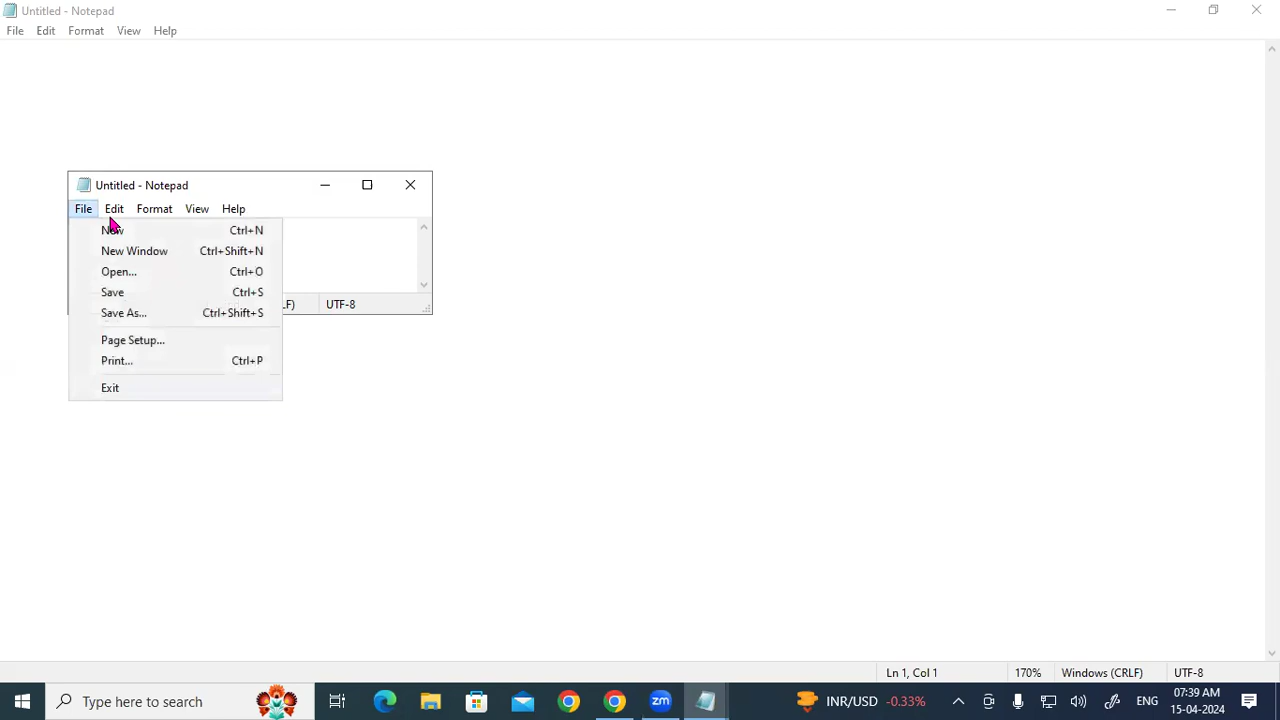 Untitled - Notepad
File Edit Format View Help
Untitled - Notepad
File Edit Format View Help
New Ctrl+N
New Window Ctrl+Shift+N
Open... Ctrl+O
Save Ctrl+S
LF) UTF-8
Save As... Ctrl+Shift+S
Page Setup...
Print... Ctrl+P
Exit
Ln 1, Col 1 170% Windows (CRLF) UTF-8
Type here to search zm INR/USD -0.33% ENG 07:39 AM
15-04-2024